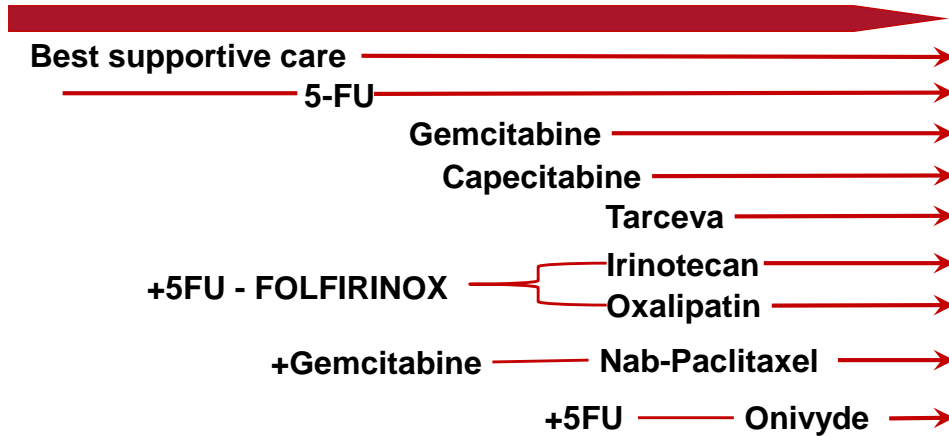 Best supportive care
5-FU
Gemcitabine
Capecitabine
Tarceva
Irinotecan
+5FU - FOLFIRINOX
Oxalipatin
+Gemcitabine Nab-Paclitaxel
+5FU Onivyde